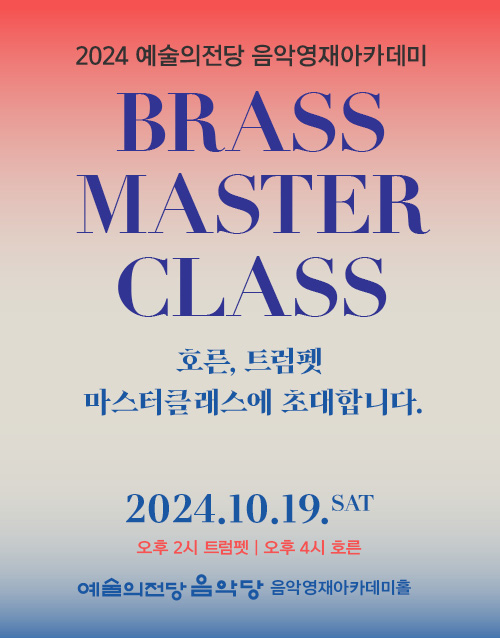 2024 예술의전당 음악영재아카데미
BRASS
MASTER
CLASS
호른, 트럼펫
마스터클래스에 초대합니다.
2024.10.19.SAT
오후 2시 트럼펫 | 오후 4시 호른
예술의전당 음악당 음악영재아카데미홀